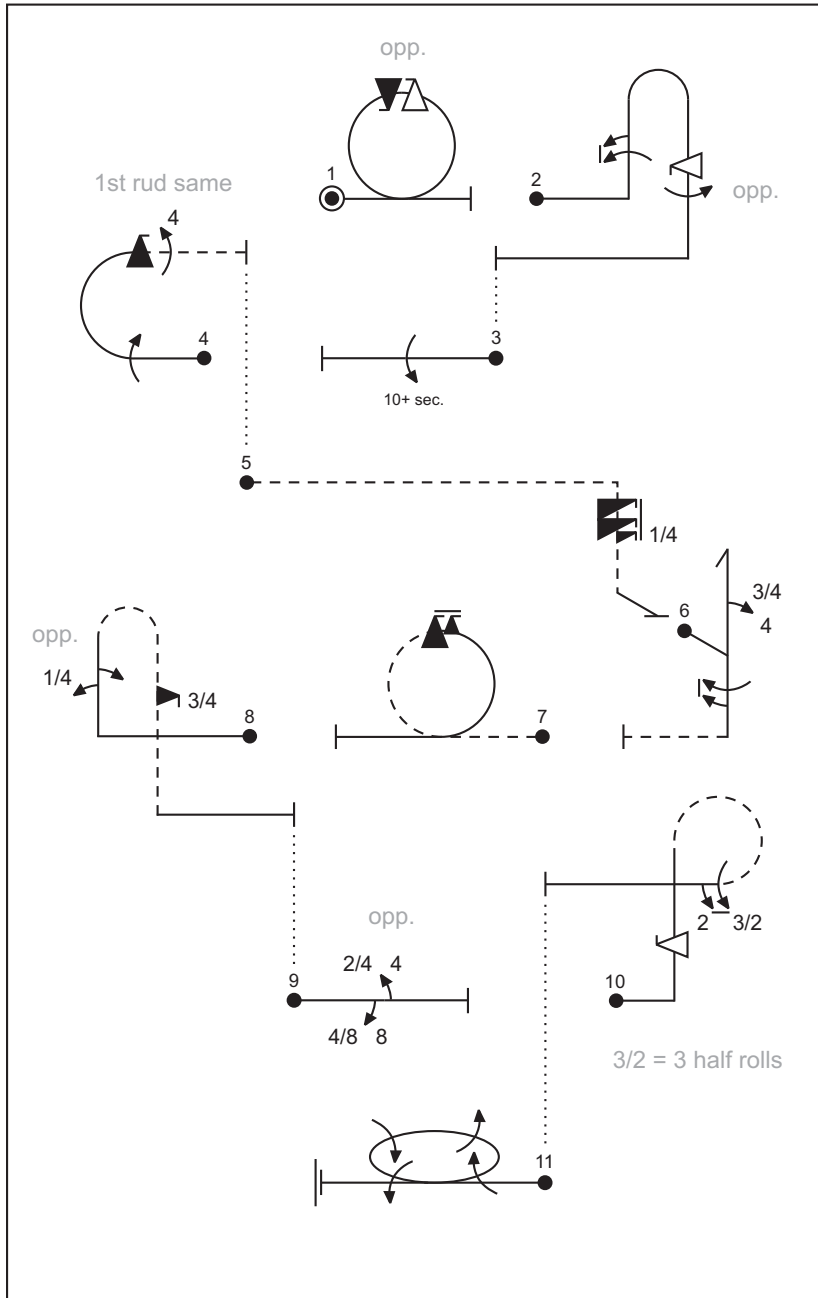 opp.
1
2
1st rud same
opp.
4
4
3
10+ sec.
5
1/4
6
3/4
4
opp.
1/4
3/4
8
7
opp.
2 3/2
2/4 4
9
10
4/8 8
3/2 = 3 half rolls
11